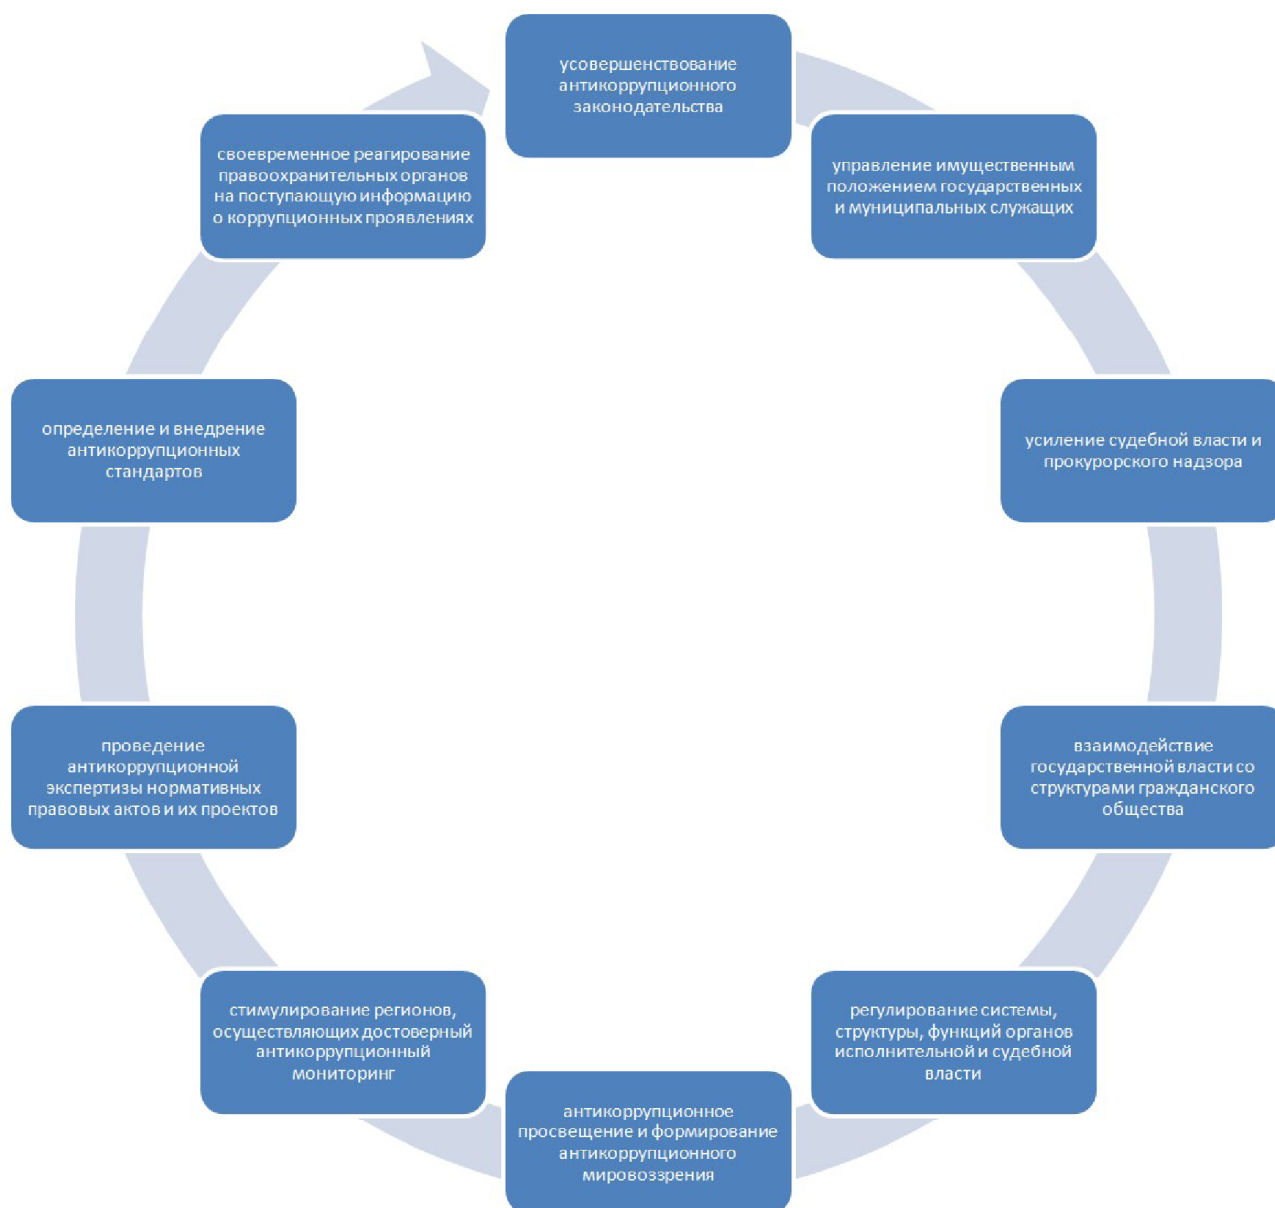 усовершенствование
антикоррупционного
законодательства
управление имущественным
положением государственных
и муниципальных служащих
усиление судебной власти и
прокурорского надзора
взаимодействие
государственной власти со
структурами гражданского
общества
регулирование системы,
структуры, функций органов
исполнительной и судебной
власти
антикоррупционное
просвещение и формирование
антикоррупционного
мировоззрения
стимулирование регионов,
осуществляющих достоверный
антикоррупционный
мониторинг
проведение
антикоррупционной
экспертизы нормативных
правовых актов и их проектов
определение и внедрение
антикоррупционных
стандартов
своевременное реагирование
правоохранительных органов
на поступающую информацию
о коррупционных проявлениях